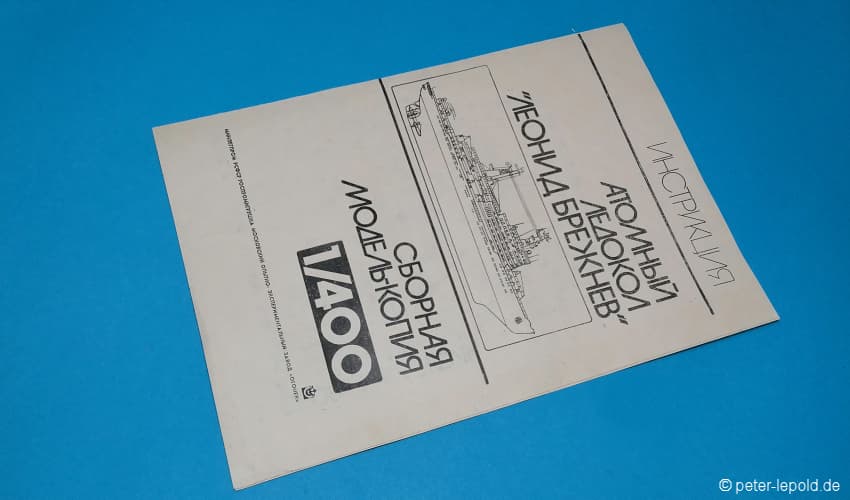 ИНСТРУКЦИЯ
АТОМНЫЙ
ЛЕДОКОЛ
"ЛЕОНИД БРЕЖНЕВ"
СБОРНАЯ
МОДЕЛЬ-КОПИЯ
1/400
© peter-lepold.de